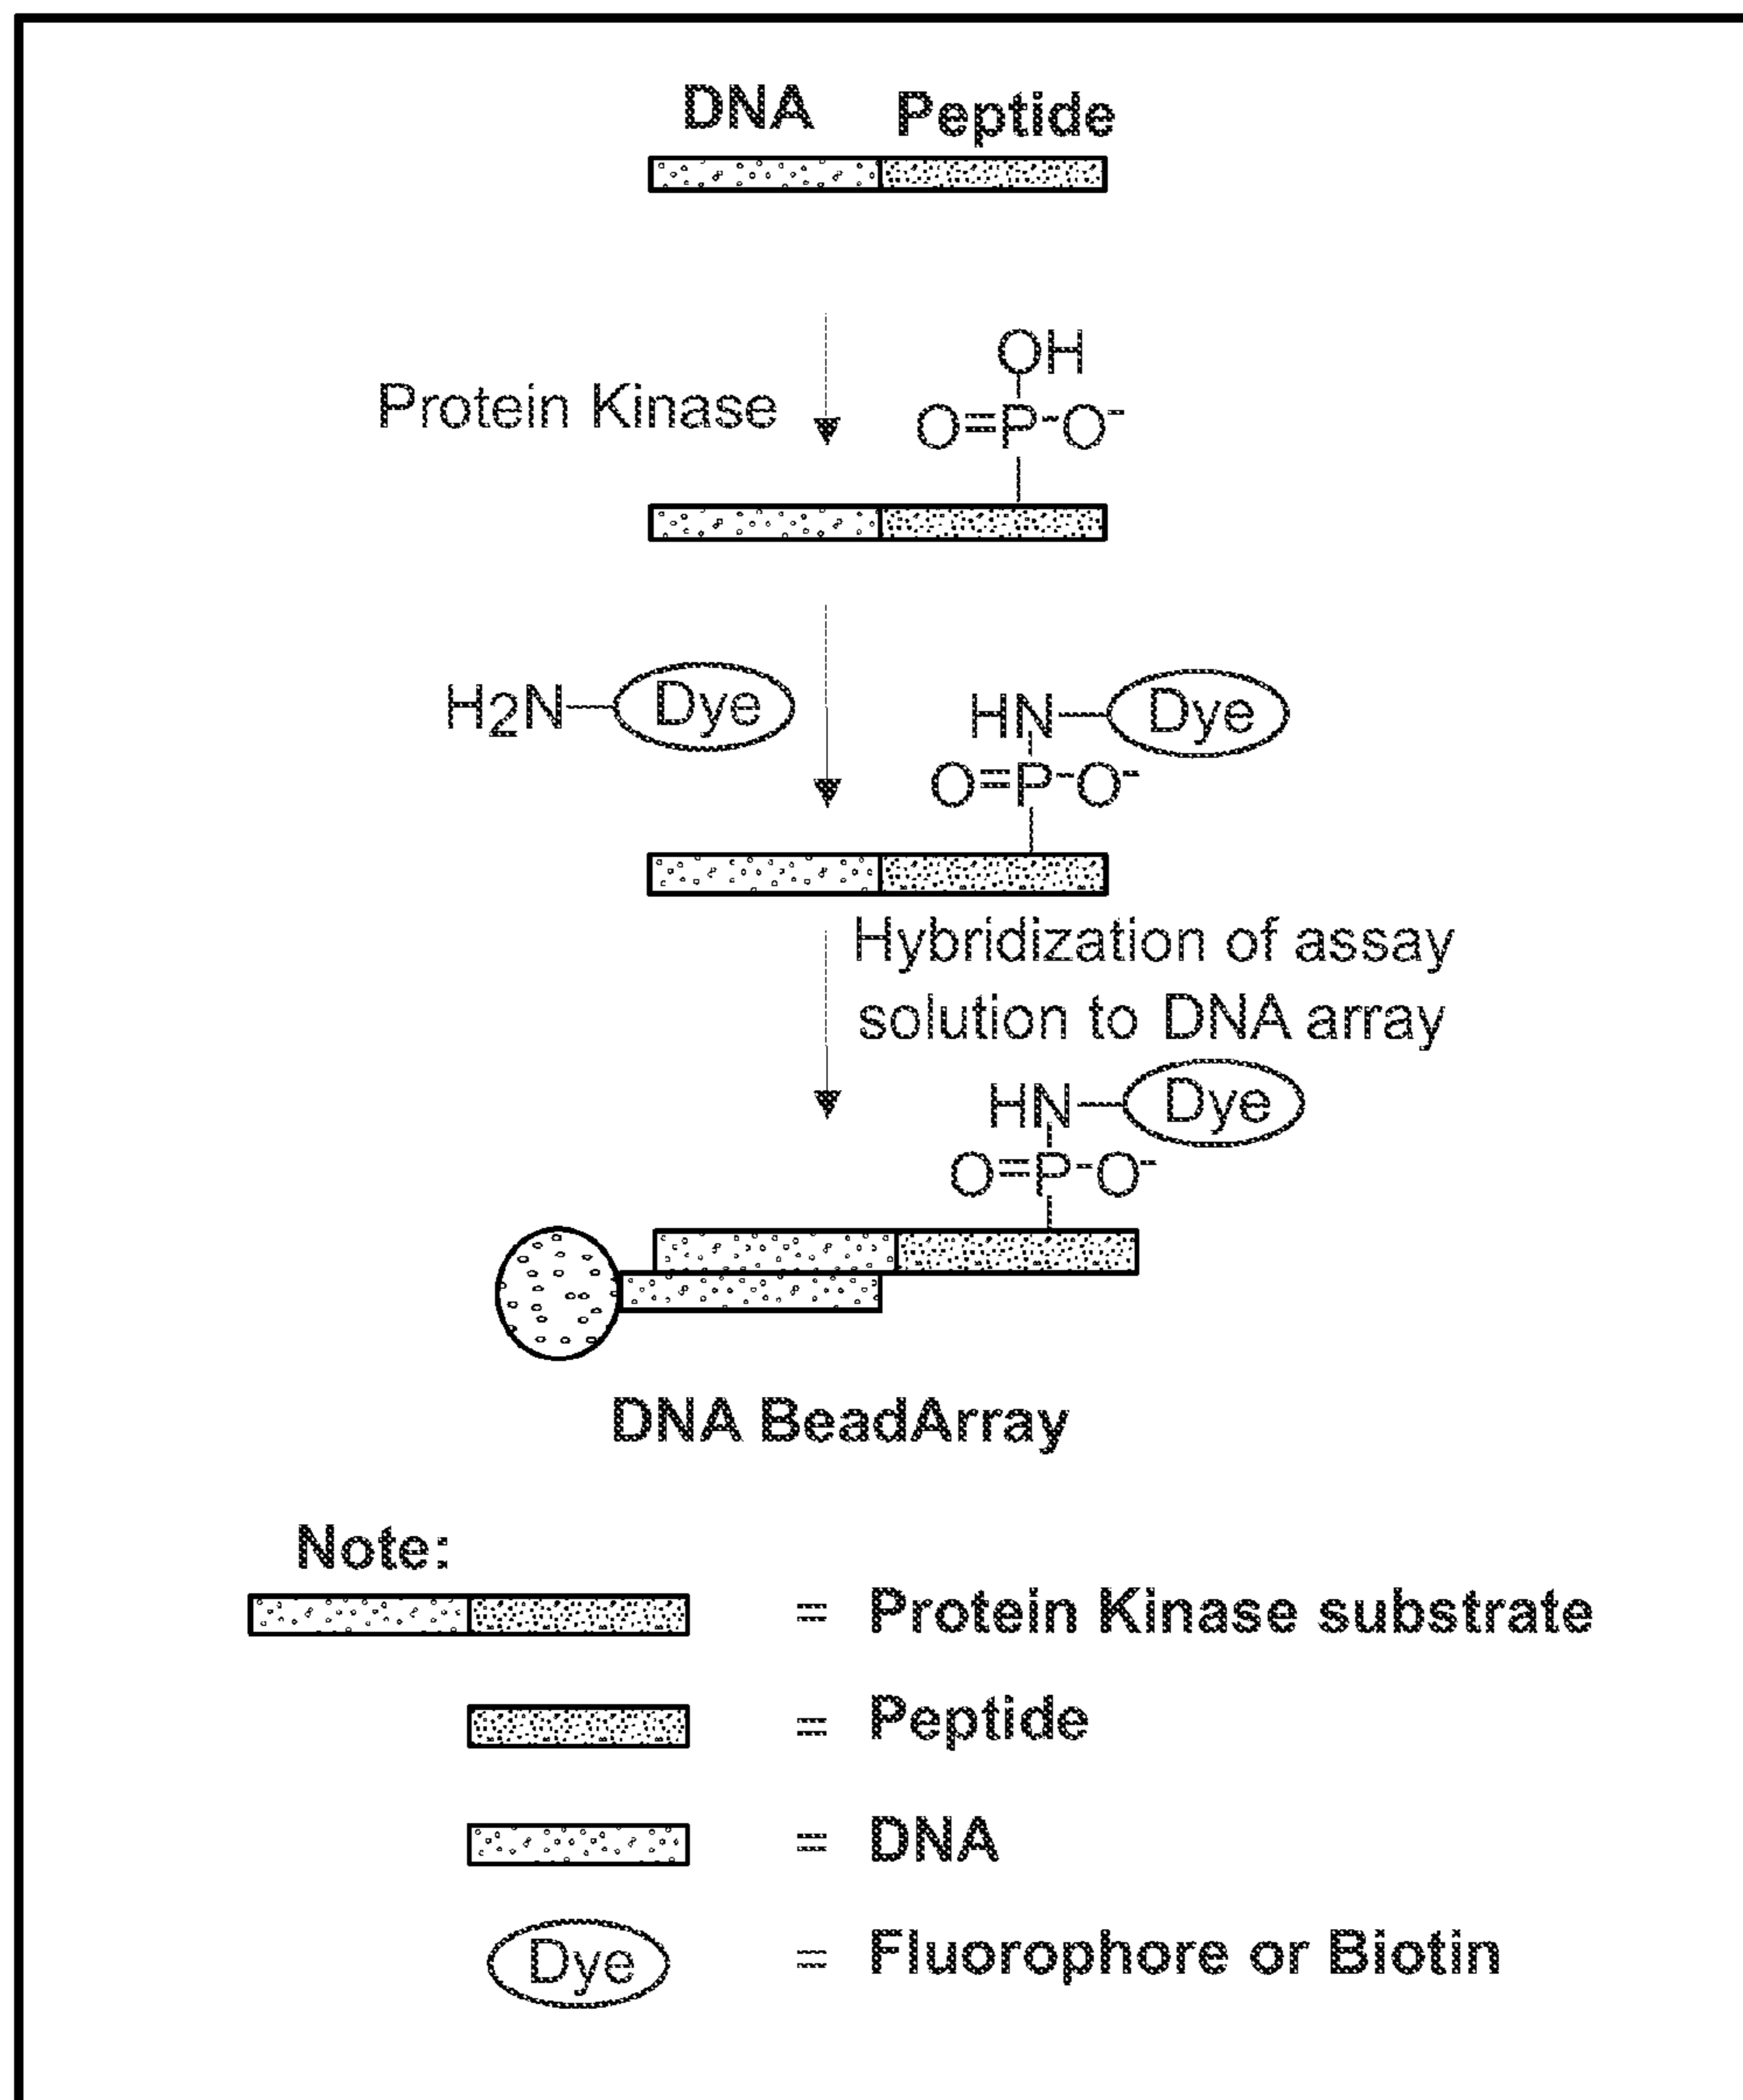 DNA Peptide
OH
Protein Kinase
O=P-O-
H2N Dye
HN Dye
O=P-O-
Hybridization of assay
solution to DNA array
HN Dye
O=P-O-
DNA BeadArray
Note:
= Protein Kinase substrate
= Peptide
= DNA
Dye = Fluorophore or Biotin